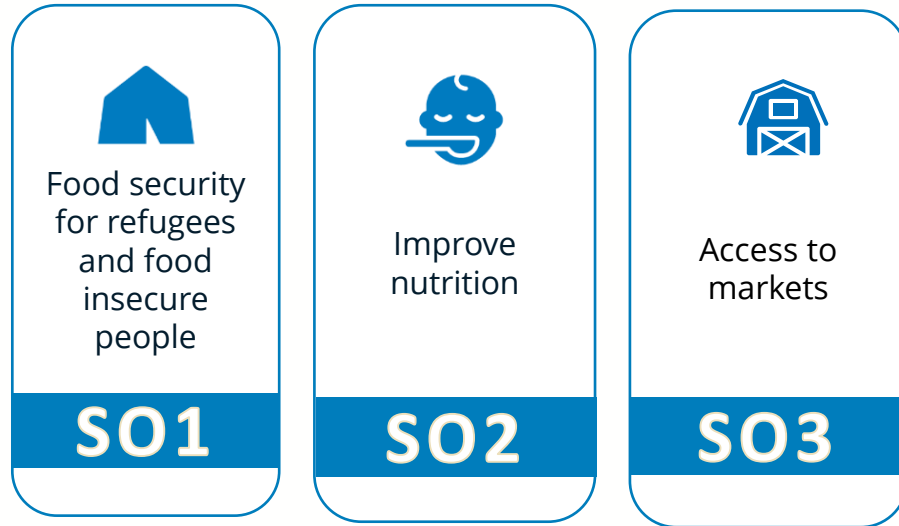 Food security
for refugees
and food
insecure
people
SO1
Improve
nutrition
SO2
Access to
markets
SO3